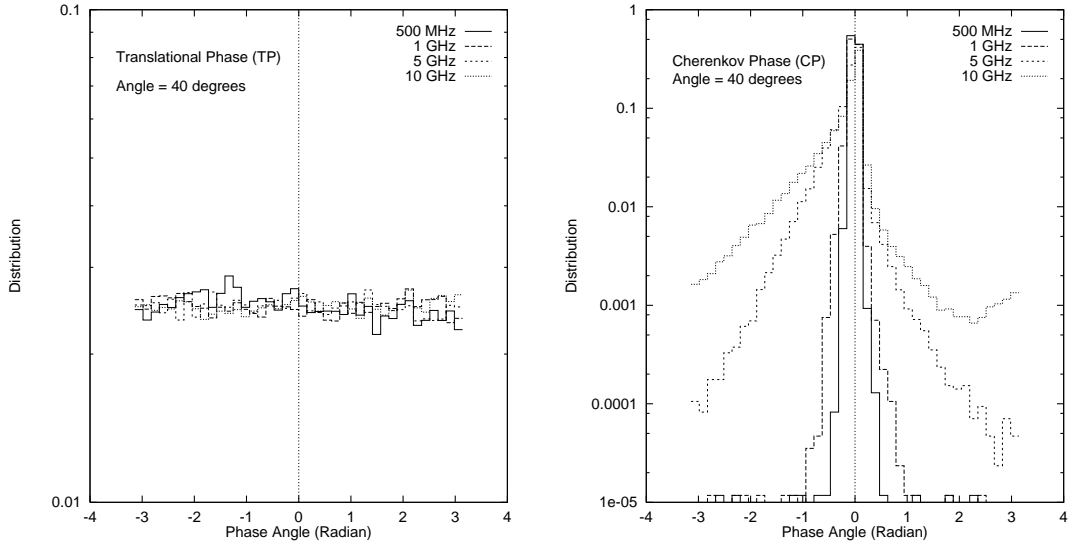 0.1
0.01
Distribution
Translational Phase (TP)
Angle = 40 degrees
500 MHz
1 GHz
5 GHz
10 GHz
-4 -3 -2 -1 0 1 2 3 4
Phase Angle (Radian)
1
0.1
0.01
0.001
0.0001
1e-05
Distribution
Cherenkov Phase (CP)
Angle = 40 degrees
500 MHz
1 GHz
5 GHz
10 GHz
-4 -3 -2 -1 0 1 2 3 4
Phase Angle (Radian)